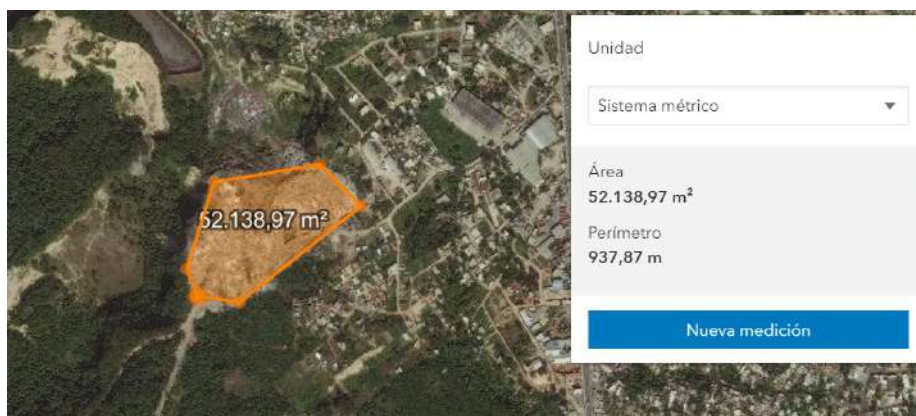 52.138,97 m²
Unidad
Sistema métrico
Área
52.138,97 m²
Perímetro
937,87 m
Nueva medición